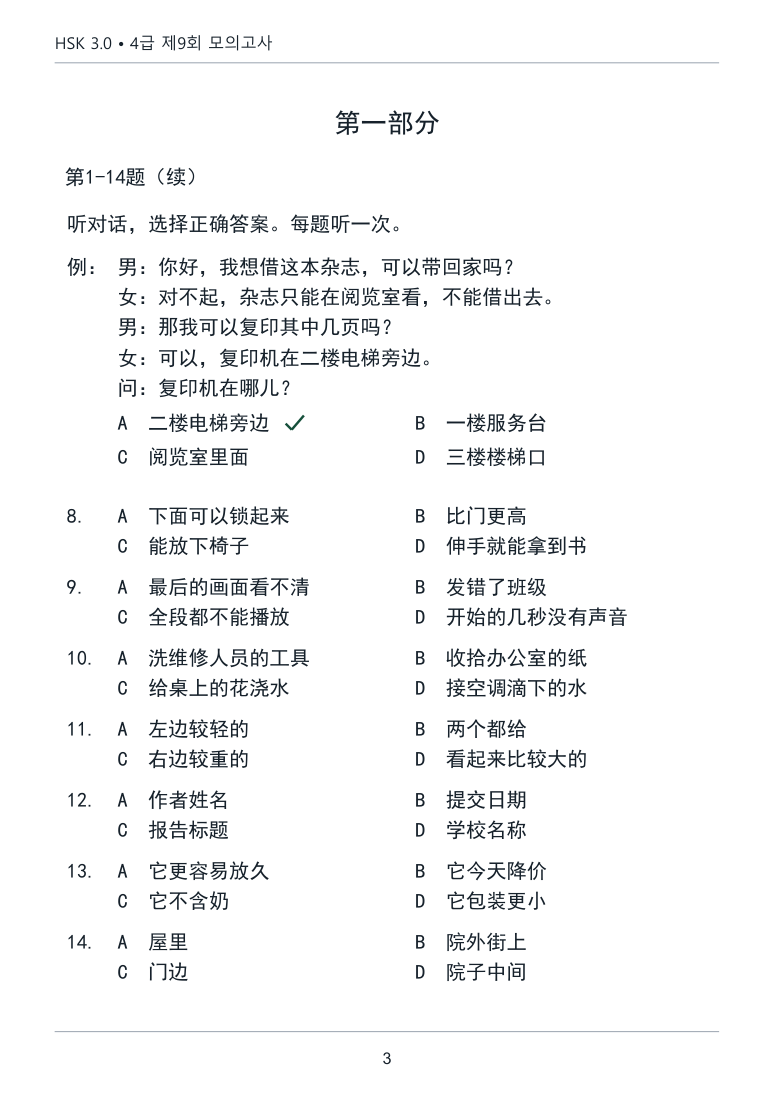 HSK 3.0 • 4급 제9회 모의고사
第一部分
第1-14题（续）
听对话，选择正确答案。每题听一次。
例： 男：你好，我想借这本杂志，可以带回家吗？
女：对不起，杂志只能在阅览室看，不能借出去。
男：那我可以复印其中几页吗？
女：可以，复印机在二楼电梯旁边。
问：复印机在哪儿？
A 二楼电梯旁边 ✓ B 一楼服务台
C 阅览室里面 D 三楼楼梯口
8. A 下面可以锁起来 B 比门更高
C 能放下椅子 D 伸手就能拿到书
9. A 最后的画面看不清 B 发错了班级
C 全段都不能播放 D 开始的几秒没有声音
10. A 洗维修人员的工具 B 收拾办公室的纸
C 给桌上的花浇水 D 接空调滴下的水
11. A 左边较轻的 B 两个都给
C 右边较重的 D 看起来比较大的
12. A 作者姓名 B 提交日期
C 报告标题 D 学校名称
13. A 它更容易放久 B 它今天降价
C 它不含奶 D 它包装更小
14. A 屋里 B 院外街上
C 门边 D 院子中间
3